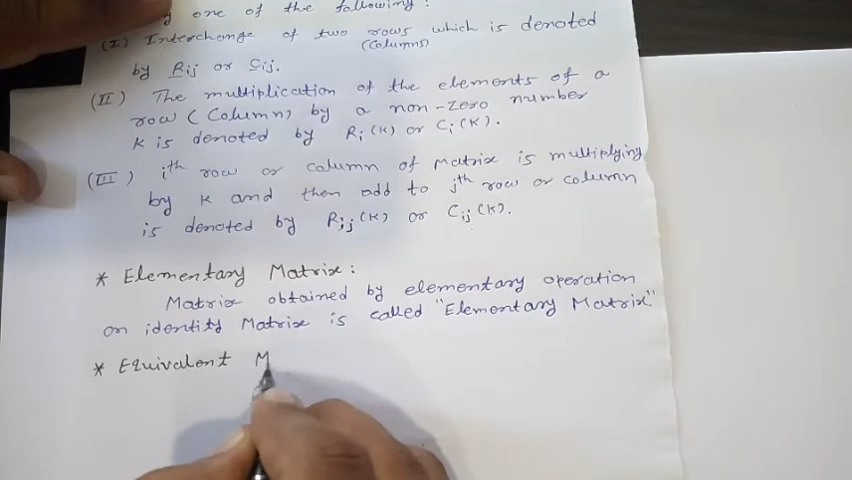 one of the following:
(I) Interchange of two rows which is denoted
(Columns)
by Rij or Cij.
(II) The multiplication of the elements of a
row (Column) by a non-zero number
K is denoted by Ri(K) or Ci(K).
(III) ith row or column of Matrix is multiplying
by K and then add to jth row or column
is denoted by Rij(K) or Cij(K).
* Elementary Matrix:
Matrix obtained by elementary operation
on identity Matrix is called "Elementary Matrix"
* Equivalent M